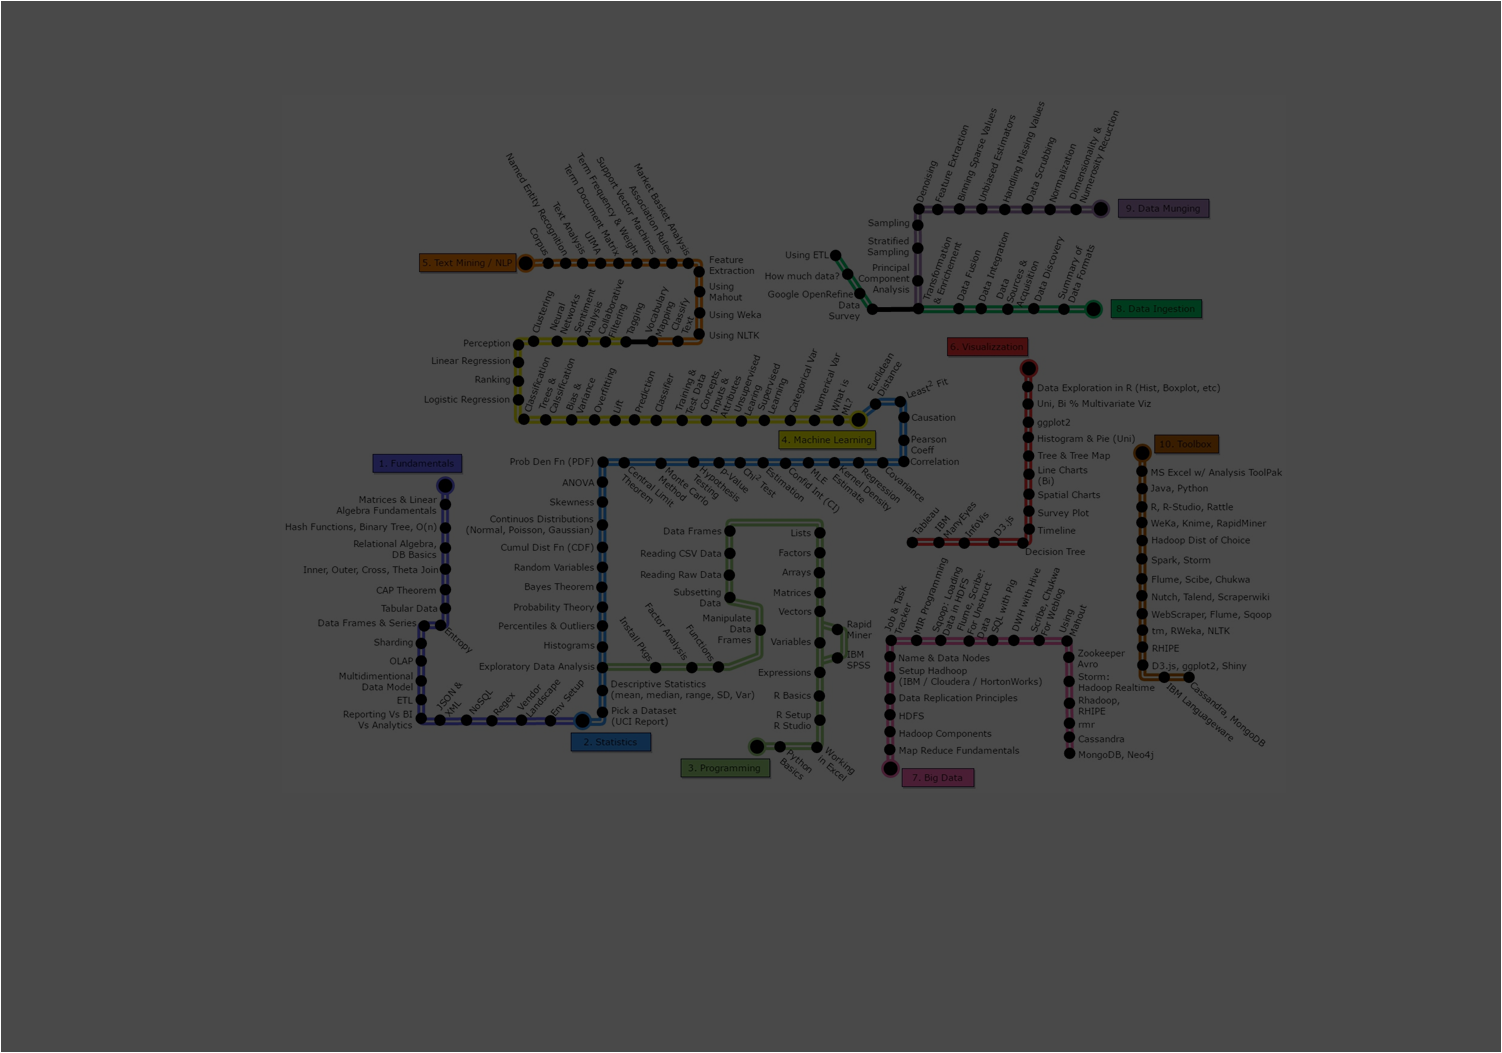 5. Text Mining / NLP
Corpus
Named Entity Recognition
Text Analysis
UIMA
Term Document Matrix
Term Frequency & Weight
Support Vector Machines
Association Rules
Market Basket Analysis
Feature
Extraction
Using
Mahout
Using Weka
Using NLTK
Classify
Text
Vocabulary
Mapping
Tagging
Collaborative
Filtering
Sentiment
Analysis
Neural
Networks
Clustering
Perception
Linear Regression
Ranking
Logistic Regression
Classification
Trees &
Calssification
Bias &
Variance
Overfitting
Lift
Prediction
Classifier
Training &
Test Data
Concepts,
Inputs &
Attributes
Unsupervised
Learing
Supervised
Learning
Categorical Var
Numerical Var
What is
ML?
4. Machine Learning
9. Data Munging
Dimensionality &
Numerosity Recuction
Normalization
Data Scrubbing
Handling Missing Values
Unbiased Estimators
Binning Sparse Values
Feature Extraction
Denoising
Sampling
Stratified
Sampling
Principal
Component
Analysis
Using ETL
How much data?
Google OpenRefine
Data
Survey
Transformation
& Enrichement
Data Fusion
Data Integration
Data
Sources &
Acquisition
Data Discovery
Summary of
Data Formats
8. Data Ingestion
6. Visualizzation
Data Exploration in R (Hist, Boxplot, etc)
Uni, Bi % Multivariate Viz
ggplot2
Histogram & Pie (Uni)
Tree & Tree Map
Line Charts
(Bi)
Spatial Charts
Survey Plot
Timeline
Decision Tree
D3.js
InfoVis
IBM
ManyEyes
Tableau
10. Toolbox
MS Excel w/ Analysis ToolPak
Java, Python
R, R-Studio, Rattle
WeKa, Knime, RapidMiner
Hadoop Dist of Choice
Spark, Storm
Flume, Scibe, Chukwa
Nutch, Talend, Scraperwiki
WebScraper, Flume, Sqoop
tm, RWeka, NLTK
RHIPE
D3.js, ggplot2, Shiny
IBM Languageware
Cassandra, MongoDB
1. Fundamentals
Matrices & Linear
Algebra Fundamentals
Hash Functions, Binary Tree, O(n)
Relational Algebra,
DB Basics
Inner, Outer, Cross, Theta Join
CAP Theorem
Tabular Data
Entropy
Data Frames & Series
Sharding
OLAP
Multidimentional
Data Model
ETL
Reporting Vs BI
Vs Analytics
JSON &
XML
NoSQL
Regex
Vendor
Landscape
Env Setup
2. Statistics
Pick a Dataset
(UCI Report)
Descriptive Statistics
(mean, median, range, SD, Var)
Exploratory Data Analysis
Histograms
Percentiles & Outliers
Probability Theory
Bayes Theorem
Random Variables
Cumul Dist Fn (CDF)
Continuos Distributions
(Normal, Poisson, Gaussian)
Skewness
ANOVA
Prob Den Fn (PDF)
Central Limit
Theorem
Monte Carlo
Method
Hypothesis
Testing
p-Value
Chi2 Test
Estimation
Confid Int (CI)
MLE
Kernel Density
Estimate
Regression
Covariance
Correlation
Pearson
Coeff
Causation
Least2 Fit
Euclidean
Distance
3. Programming
Python
Basics
Working
in Excel
R Setup
R Studio
R Basics
Expressions
Variables
IBM
SPSS
Rapid
Miner
Vectors
Matrices
Arrays
Factors
Lists
Data Frames
Reading CSV Data
Reading Raw Data
Subsetting
Data
Manipulate
Data
Frames
Functions
Factor Analysis
Install Pkgs
7. Big Data
Map Reduce Fundamentals
Hadoop Components
HDFS
Data Replication Principles
Setup Hadhoop
(IBM / Cloudera / HortonWorks)
Name & Data Nodes
Job & Task
Tracker
MIR Programming
Sqoop: Loading
Data in HDFS
Flume, Scribe:
For Unstruct
Data
SQL with Pig
DWH with Hive
Scribe, Chukwa
For Weblog
Using
Mahout
Zookeeper
Avro
Storm:
Hadoop Realtime
Rhadoop,
RHIPE
rmr
Cassandra
MongoDB, Neo4j